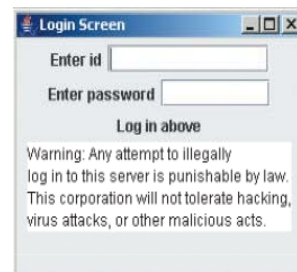 Login Screen
Enter id
Enter password
Log in above
Warning: Any attempt to illegally
log in to this server is punishable by law.
This corporation will not tolerate hacking,
virus attacks, or other malicious acts.